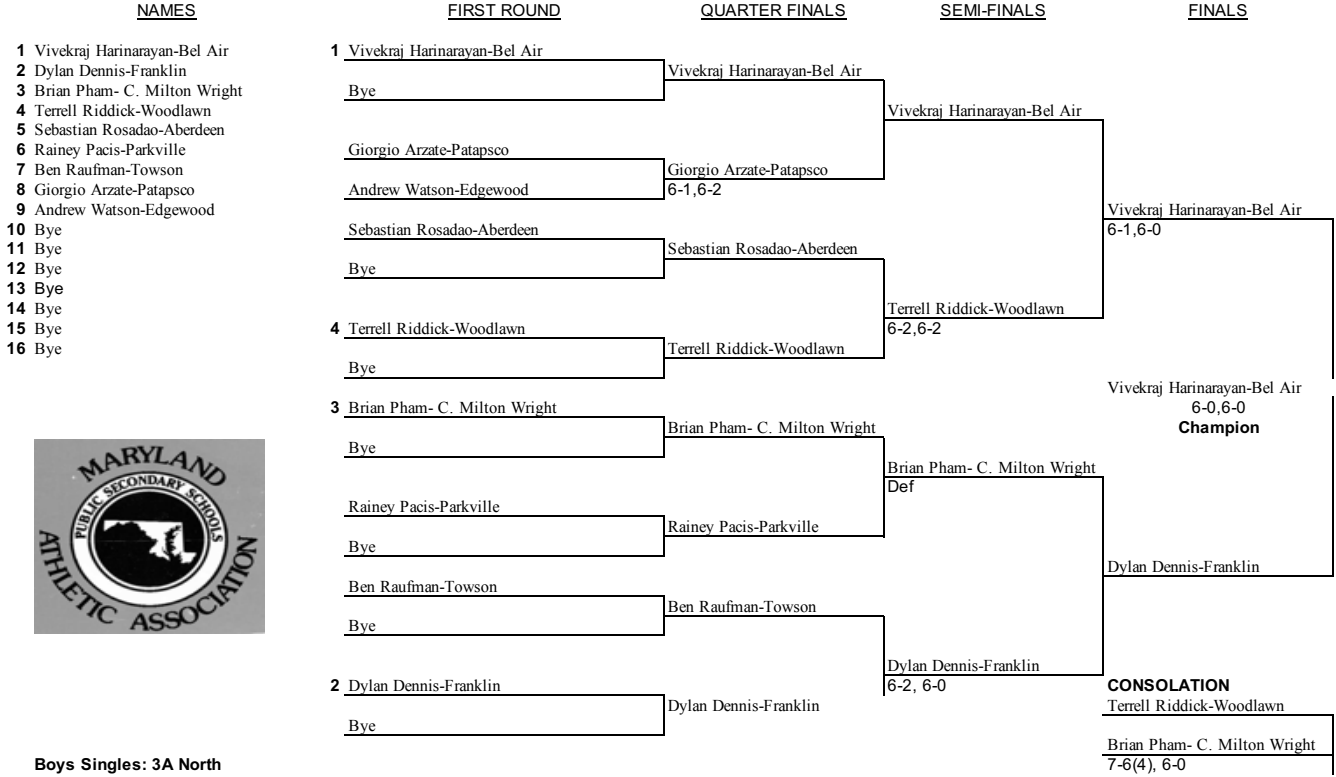 NAMES
FIRST ROUND
QUARTER FINALS
SEMI-FINALS
FINALS
1 Vivekraj Harinarayan-Bel Air
2 Dylan Dennis-Franklin
3 Brian Pham- C. Milton Wright
4 Terrell Riddick-Woodlawn
5 Sebastian Rosadao-Aberdeen
6 Rainey Pacis-Parkville
7 Ben Raufman-Towson
8 Giorgio Arzate-Patapsco
9 Andrew Watson-Edgewood
10 Bye
11 Bye
12 Bye
13 Bye
14 Bye
15 Bye
16 Bye
MARYLAND
PUBLIC SECONDARY SCHOOLS
ATHLETIC ASSOCIATION
Boys Singles: 3A North
1 Vivekraj Harinarayan-Bel Air
Bye
Giorgio Arzate-Patapsco
Andrew Watson-Edgewood
Sebastian Rosadao-Aberdeen
Bye
4 Terrell Riddick-Woodlawn
Bye
3 Brian Pham- C. Milton Wright
Bye
Rainey Pacis-Parkville
Bye
Ben Raufman-Towson
Bye
2 Dylan Dennis-Franklin
Bye
Vivekraj Harinarayan-Bel Air
Giorgio Arzate-Patapsco
6-1,6-2
Sebastian Rosadao-Aberdeen
Terrell Riddick-Woodlawn
Brian Pham- C. Milton Wright
Rainey Pacis-Parkville
Ben Raufman-Towson
Dylan Dennis-Franklin
Vivekraj Harinarayan-Bel Air
Terrell Riddick-Woodlawn
6-2,6-2
Brian Pham- C. Milton Wright
Def
Dylan Dennis-Franklin
6-2, 6-0
Vivekraj Harinarayan-Bel Air
6-1,6-0
Vivekraj Harinarayan-Bel Air
6-0,6-0
Champion
Dylan Dennis-Franklin
CONSOLATION
Terrell Riddick-Woodlawn
Brian Pham- C. Milton Wright
7-6(4), 6-0